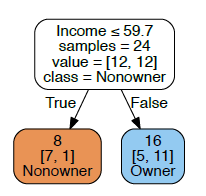 Income ≤ 59.7
samples = 24
value = [12, 12]
class = Nonowner
True
False
8
[7, 1]
Nonowner
16
[5, 11]
Owner